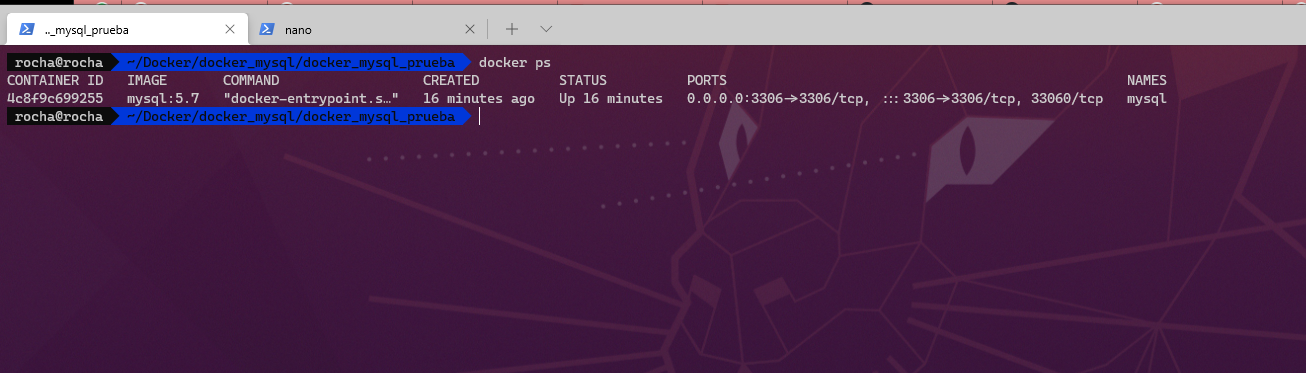 .._mysql_prueba nano
rocha@rocha ~/Docker/docker_mysql/docker_mysql_prueba docker ps
CONTAINER ID IMAGE COMMAND CREATED STATUS PORTS NAMES
4c8f9c699255 mysql:5.7 "docker-entrypoint.s…" 16 minutes ago Up 16 minutes 0.0.0.0:3306->3306/tcp, :::3306->3306/tcp, 33060/tcp mysql
rocha@rocha ~/Docker/docker_mysql/docker_mysql_prueba